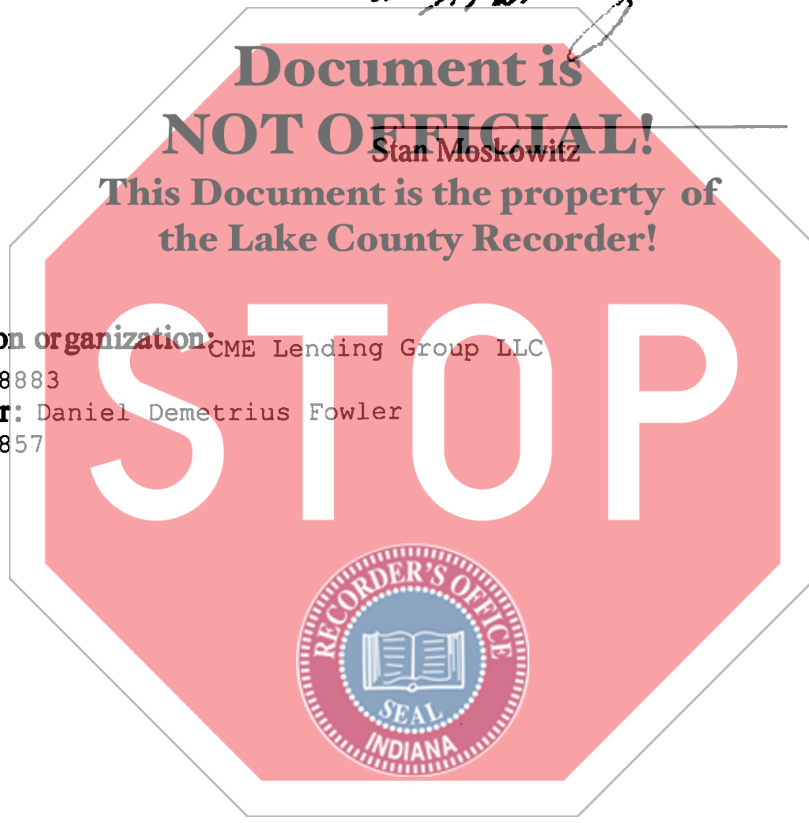 Document is
NOT OFFICIAL!
Stan Moskowitz
This Document is the property of
the Lake County Recorder!
on organization: CME Lending Group LLC
8883
r: Daniel Demetrius Fowler
857
STOP
RECORDER'S OFFICE
SEAL
INDIANA